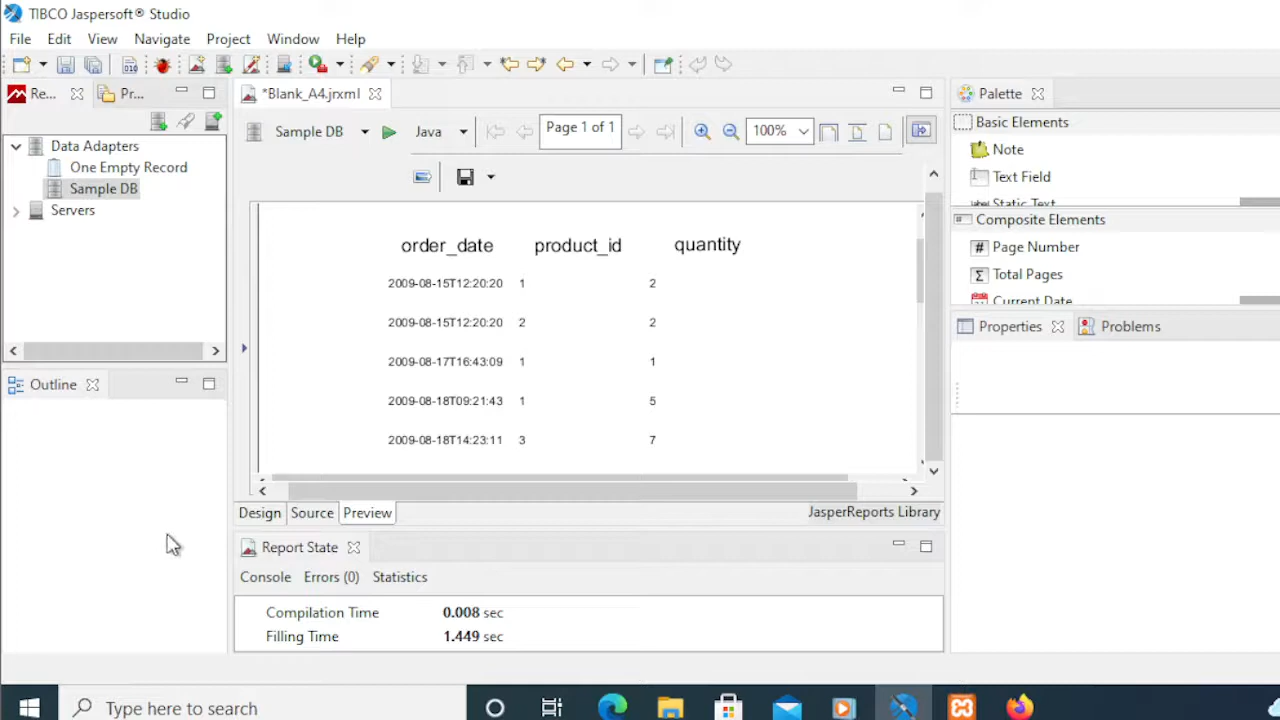 TIBCO Jaspersoft® Studio
File Edit View Navigate Project Window Help
Re... Pr... *Blank_A4.jrxml Palette
Sample DB Java Page 1 of 1 100%
Data Adapters
One Empty Record
Sample DB
Servers
order_date product_id quantity
2009-08-15T12:20:20 1 2
2009-08-15T12:20:20 2 2
2009-08-17T16:43:09 1 1
2009-08-18T09:21:43 1 5
2009-08-18T14:23:11 3 7
Design Source Preview JasperReports Library
Basic Elements
Note
Text Field
Static Text
Composite Elements
Page Number
Total Pages
Current Date
Properties Problems
Outline
Report State
Console Errors (0) Statistics
Compilation Time 0.008 sec
Filling Time 1.449 sec
Type here to search